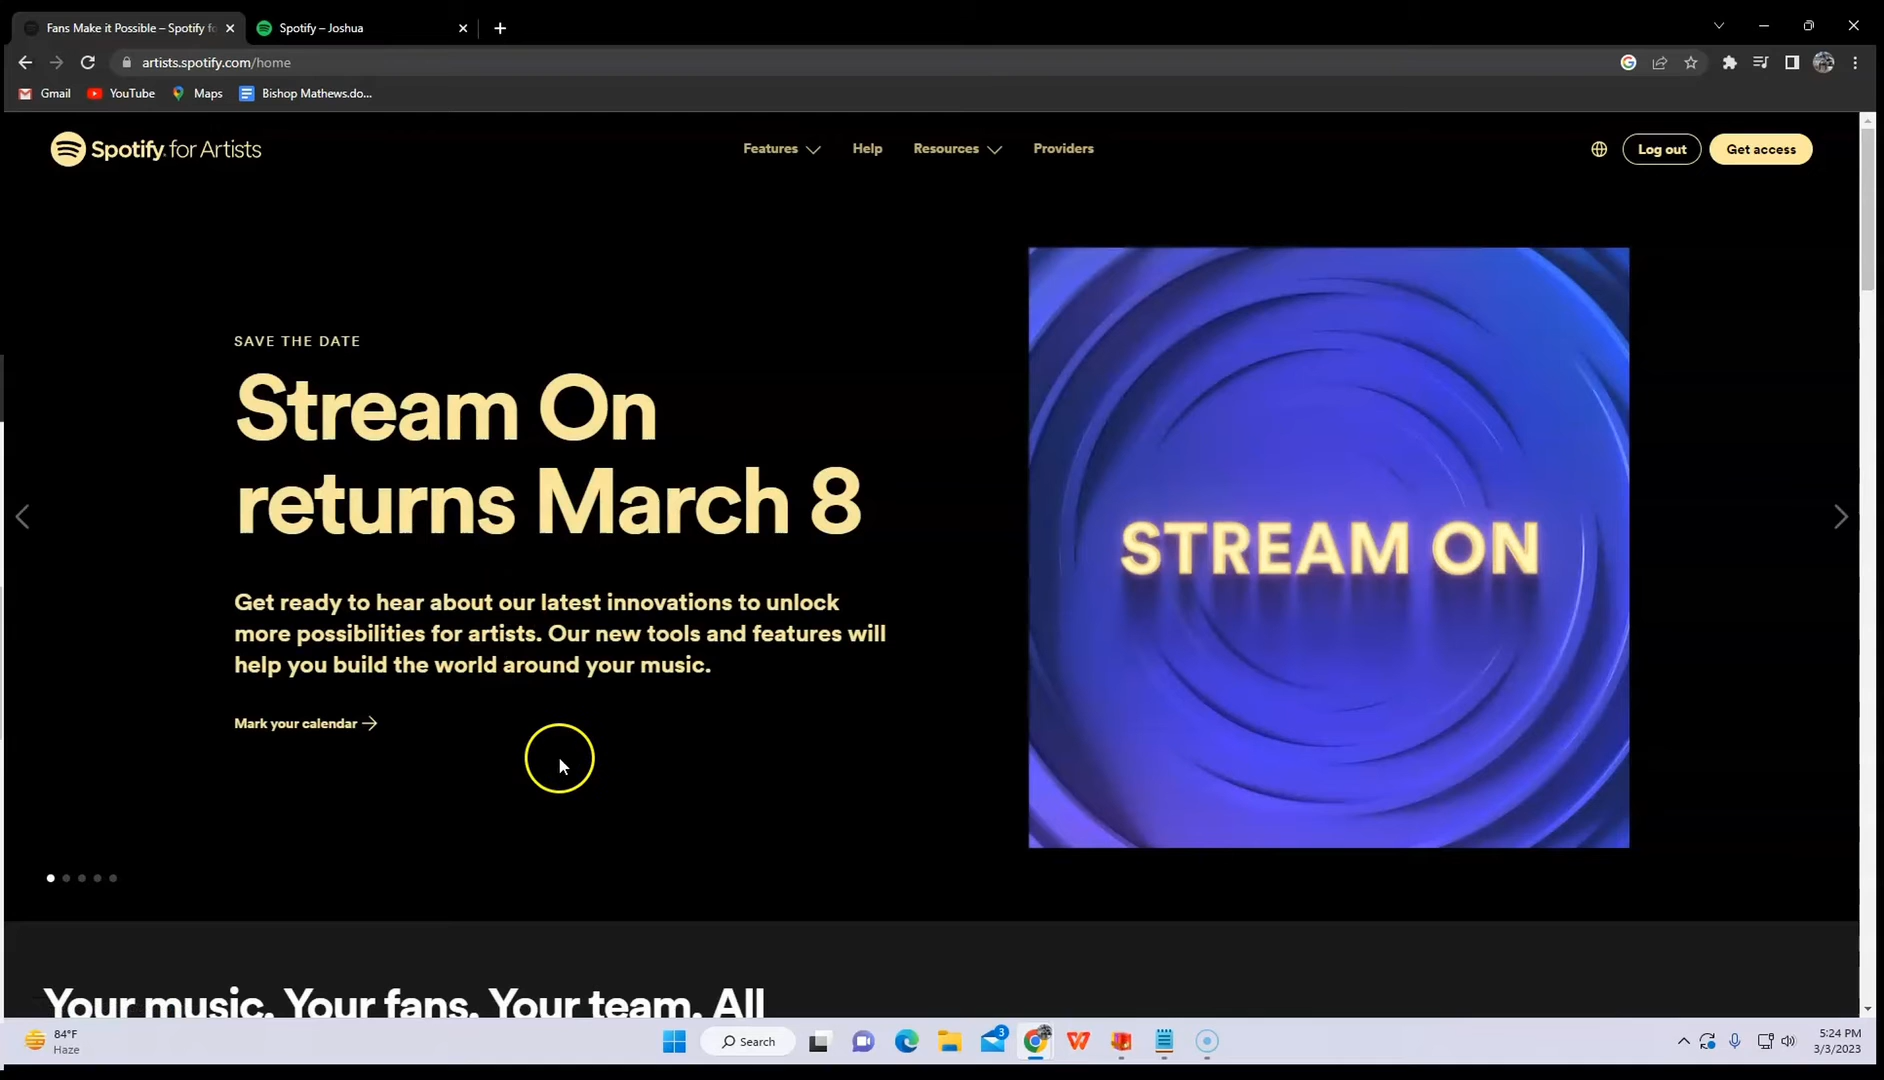 Fans Make it Possible – Spotify fo
Spotify – Joshua
artists.spotify.com/home
Gmail
YouTube
Maps
Bishop Mathews.do...
Spotify for Artists
Features
Help
Resources
Providers
Log out
Get access
SAVE THE DATE
Stream On
returns March 8
Get ready to hear about our latest innovations to unlock
more possibilities for artists. Our new tools and features will
help you build the world around your music.
Mark your calendar →
STREAM ON
Your music. Your fans. Your team. All
84°F
Haze
Search
3
5:24 PM
3/3/2023